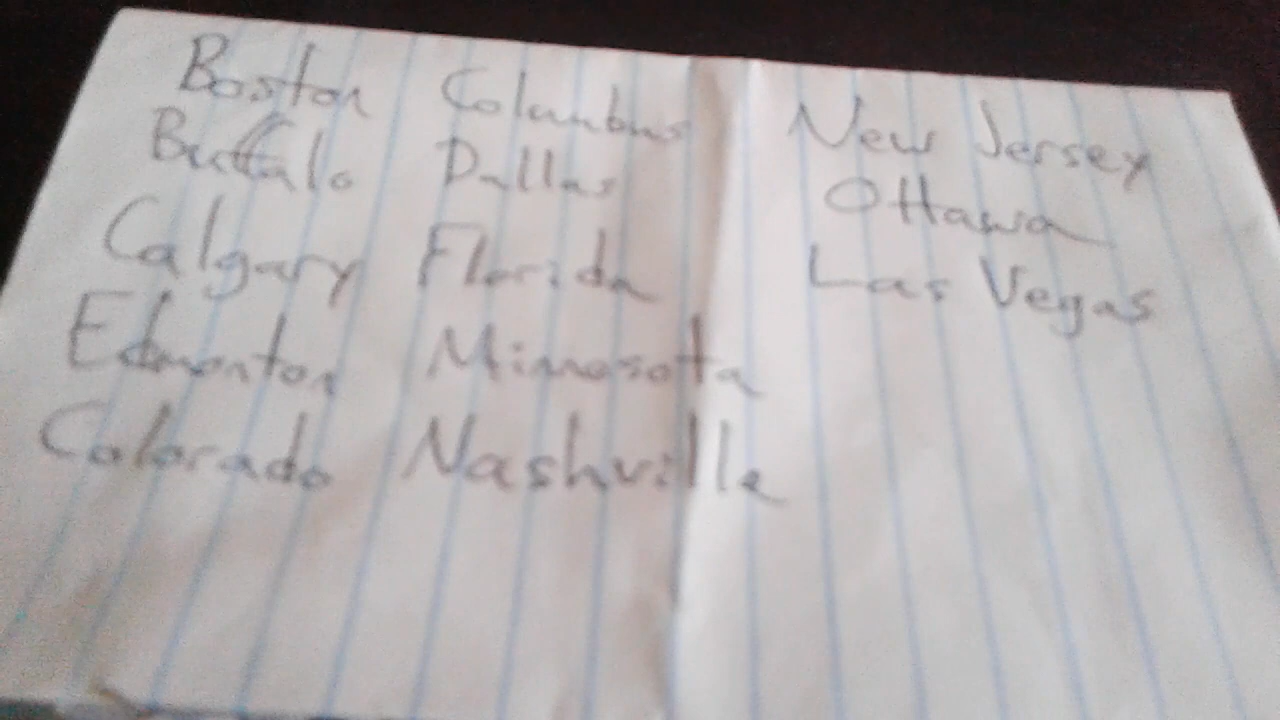 Boston
Buffalo
Calgary
Edmonton
Colorado
Columbus
Dallas
Florida
Minnesota
Nashville
New Jersey
Ottawa
Las Vegas